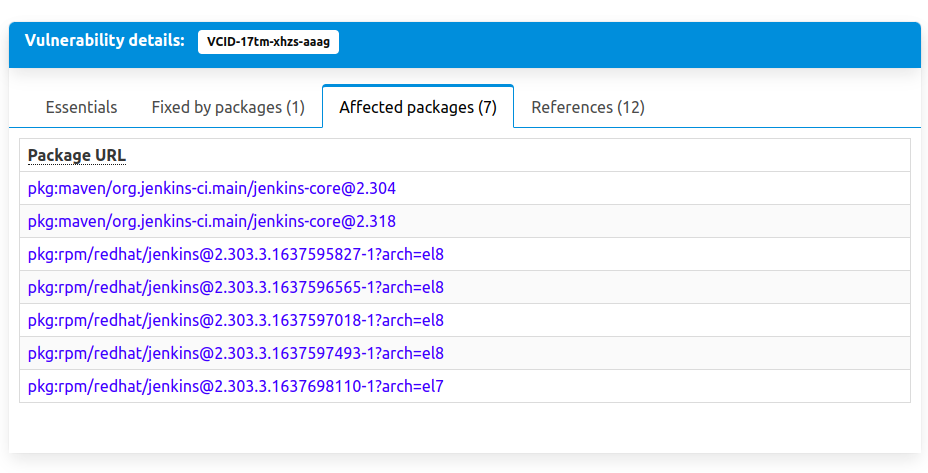 Vulnerability details: VCID-17tm-xhzs-aaag
Essentials Fixed by packages (1) Affected packages (7) References (12)
Package URL
pkg:maven/org.jenkins-ci.main/jenkins-core@2.304
pkg:maven/org.jenkins-ci.main/jenkins-core@2.318
pkg:rpm/redhat/jenkins@2.303.3.1637595827-1?arch=el8
pkg:rpm/redhat/jenkins@2.303.3.1637596565-1?arch=el8
pkg:rpm/redhat/jenkins@2.303.3.1637597018-1?arch=el8
pkg:rpm/redhat/jenkins@2.303.3.1637597493-1?arch=el8
pkg:rpm/redhat/jenkins@2.303.3.1637698110-1?arch=el7